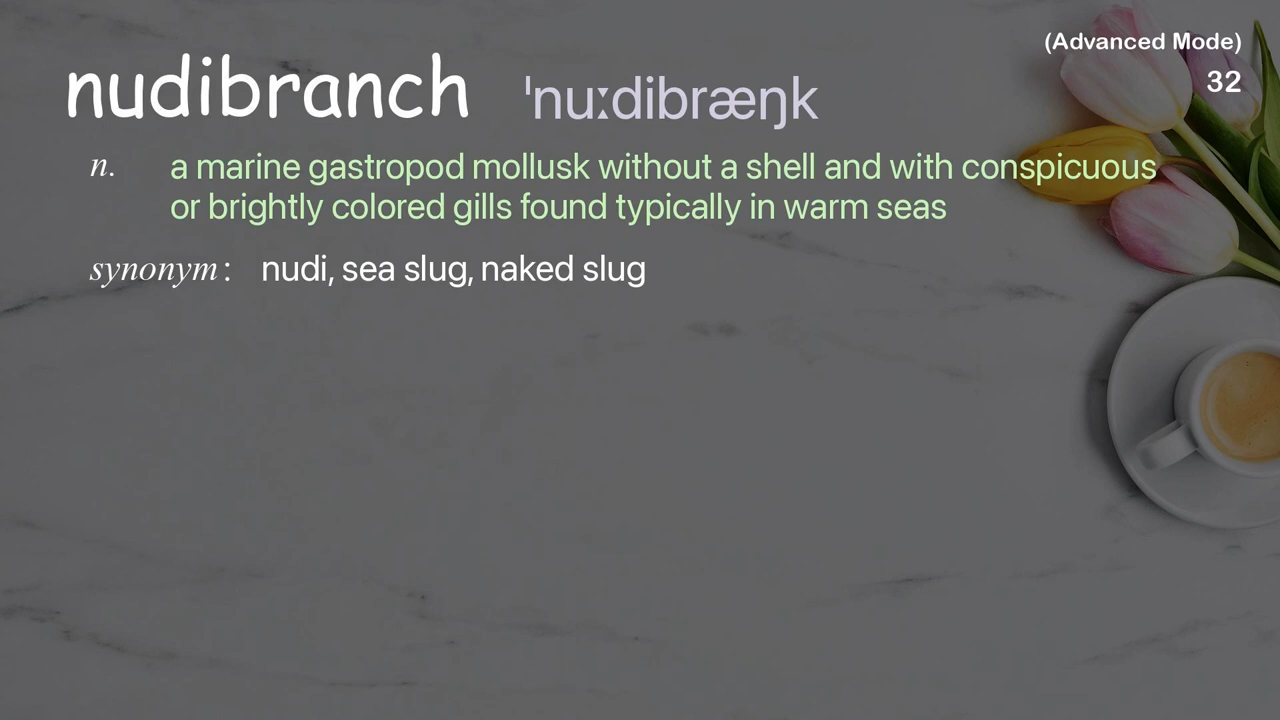 (Advanced Mode)
32
nudibranch ˈnuːdibræŋk
n. a marine gastropod mollusk without a shell and with conspicuous
or brightly colored gills found typically in warm seas
synonym: nudi, sea slug, naked slug